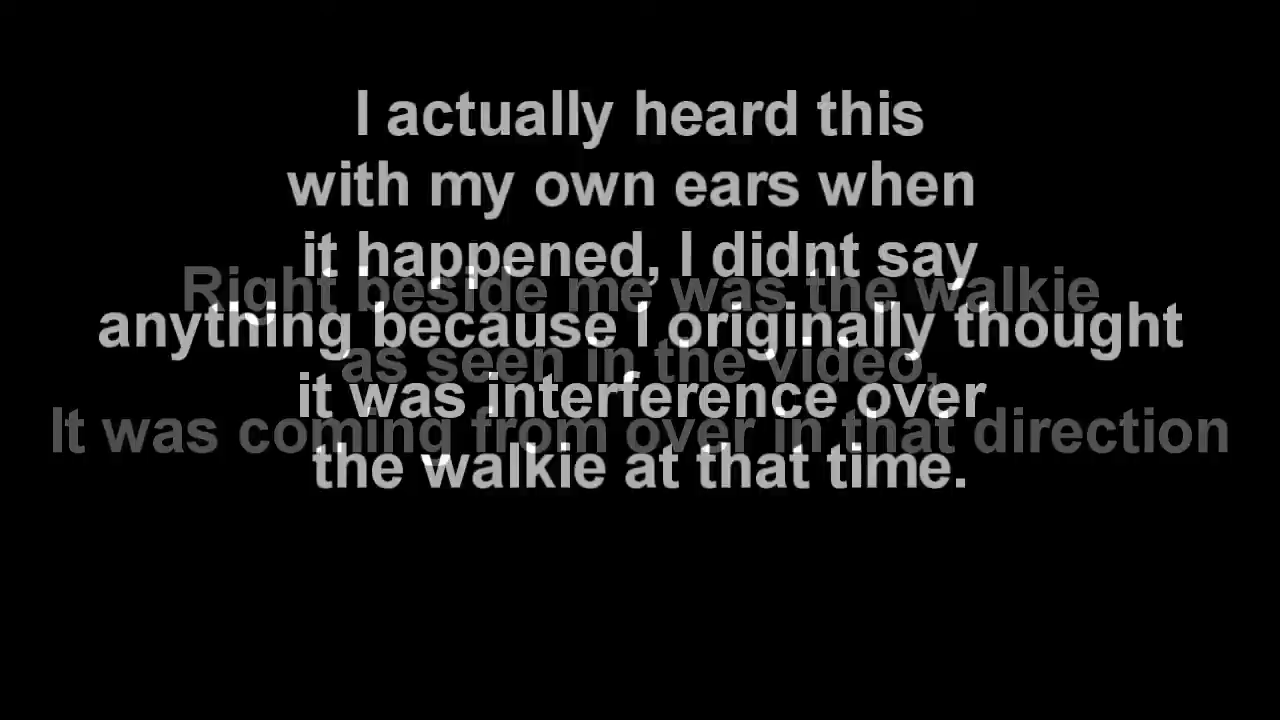 I actually heard this
with my own ears when
it happened, I didnt say
anything because I originally thought
it was interference over
the walkie at that time.
Right beside me was the walkie
as seen in the video,
It was coming from over in that direction